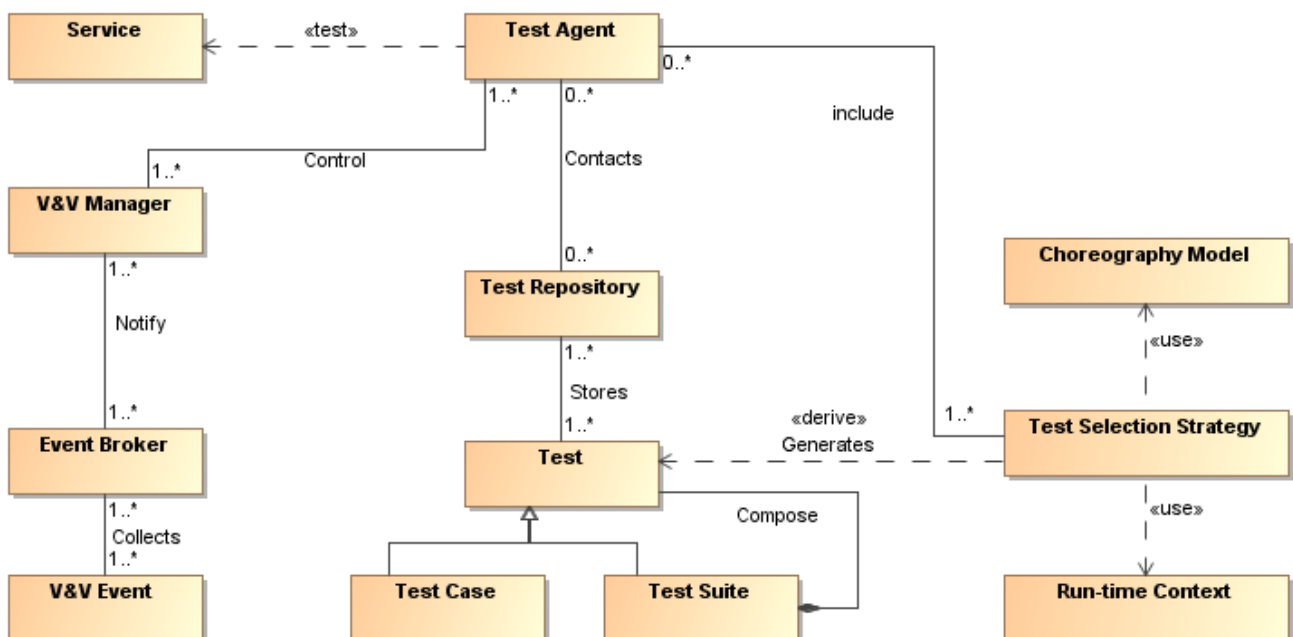 Service
«test»
Test Agent
0..*
1..*
0..*
include
Control
Contacts
1..*
V&V Manager
0..*
Choreography Model
1..*
Test Repository
Notify
1..*
«use»
Stores
1..*
1..*
«derive»
1..*
Test Selection Strategy
Event Broker
Test
Generates
1..*
Compose
«use»
Collects
1..*
V&V Event
Test Case
Test Suite
Run-time Context